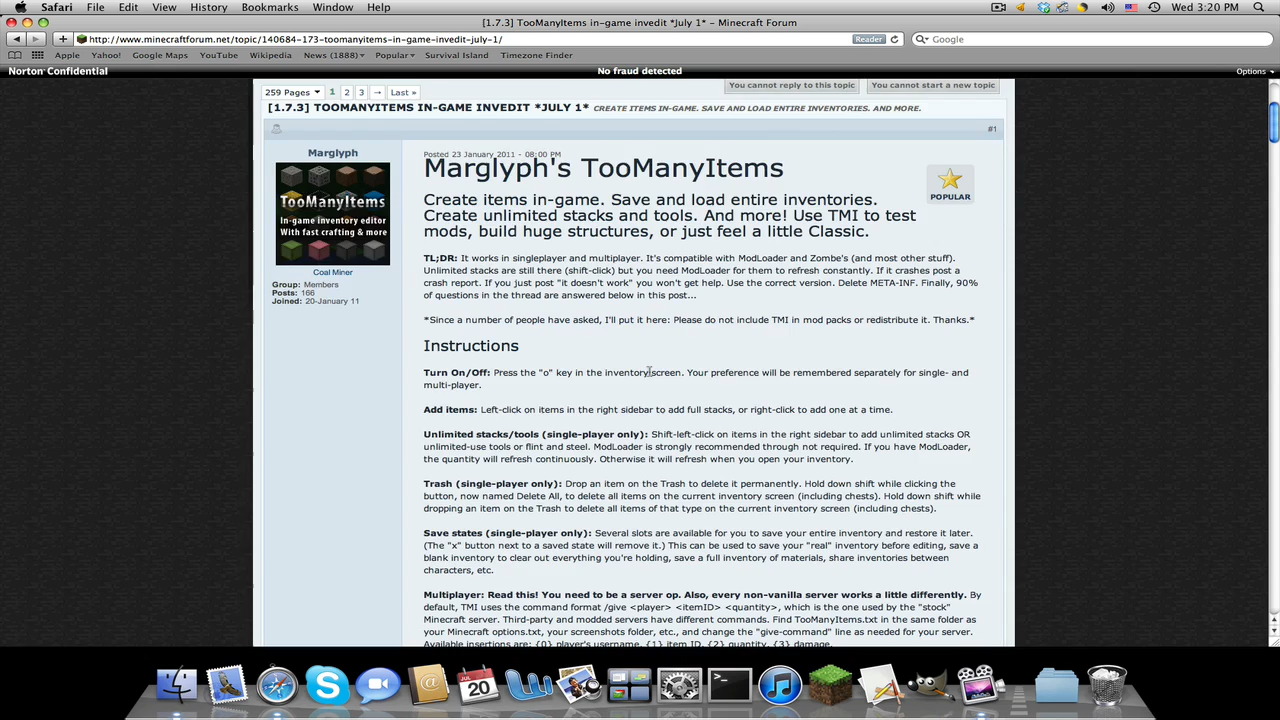 Safari File Edit View History Bookmarks Window Help Wed 3:20 PM
[1.7.3] TooManyItems in-game invedit *July 1* – Minecraft Forum
http://www.minecraftforum.net/topic/140684-173-toomanyitems-in-game-invedit-july-1/ Reader Google
Apple Yahoo! Google Maps YouTube Wikipedia News (1888) Popular Survival Island Timezone Finder
Norton Confidential No fraud detected Options
259 Pages 1 2 3 → Last » You cannot reply to this topic You cannot start a new topic
[1.7.3] TOOMANYITEMS IN-GAME INVEDIT *JULY 1* CREATE ITEMS IN-GAME. SAVE AND LOAD ENTIRE INVENTORIES. AND MORE.
#1
Marglyph
TooManyItems
In-game inventory editor
With fast crafting & more
Coal Miner
Group: Members
Posts: 166
Joined: 20-January 11
Posted 23 January 2011 - 08:00 PM
Marglyph's TooManyItems
POPULAR
Create items in-game. Save and load entire inventories.
Create unlimited stacks and tools. And more! Use TMI to test
mods, build huge structures, or just feel a little Classic.
TL;DR: It works in singleplayer and multiplayer. It's compatible with ModLoader and Zombe's (and most other stuff).
Unlimited stacks are still there (shift-click) but you need ModLoader for them to refresh constantly. If it crashes post a
crash report. If you just post "it doesn't work" you won't get help. Use the correct version. Delete META-INF. Finally, 90%
of questions in the thread are answered below in this post...
*Since a number of people have asked, I'll put it here: Please do not include TMI in mod packs or redistribute it. Thanks.*
Instructions
Turn On/Off: Press the "o" key in the inventory screen. Your preference will be remembered separately for single- and
multi-player.
Add items: Left-click on items in the right sidebar to add full stacks, or right-click to add one at a time.
Unlimited stacks/tools (single-player only): Shift-left-click on items in the right sidebar to add unlimited stacks OR
unlimited-use tools or flint and steel. ModLoader is strongly recommended through not required. If you have ModLoader,
the quantity will refresh continuously. Otherwise it will refresh when you open your inventory.
Trash (single-player only): Drop an item on the Trash to delete it permanently. Hold down shift while clicking the
button, now named Delete All, to delete all items on the current inventory screen (including chests). Hold down shift while
dropping an item on the Trash to delete all items of that type on the current inventory screen (including chests).
Save states (single-player only): Several slots are available for you to save your entire inventory and restore it later.
(The "x" button next to a saved state will remove it.) This can be used to save your "real" inventory before editing, save a
blank inventory to clear out everything you're holding, save a full inventory of materials, share inventories between
characters, etc.
Multiplayer: Read this! You need to be a server op. Also, every non-vanilla server works a little differently. By
default, TMI uses the command format /give <player> <itemID> <quantity>, which is the one used by the "stock"
Minecraft server. Third-party and modded servers have different commands. Find TooManyItems.txt in the same folder as
your Minecraft options.txt, your screenshots folder, etc., and change the "give-command" line as needed for your server.
Available insertions are: {0} player's username, {1} item ID, {2} quantity, {3} damage.
JUL
20